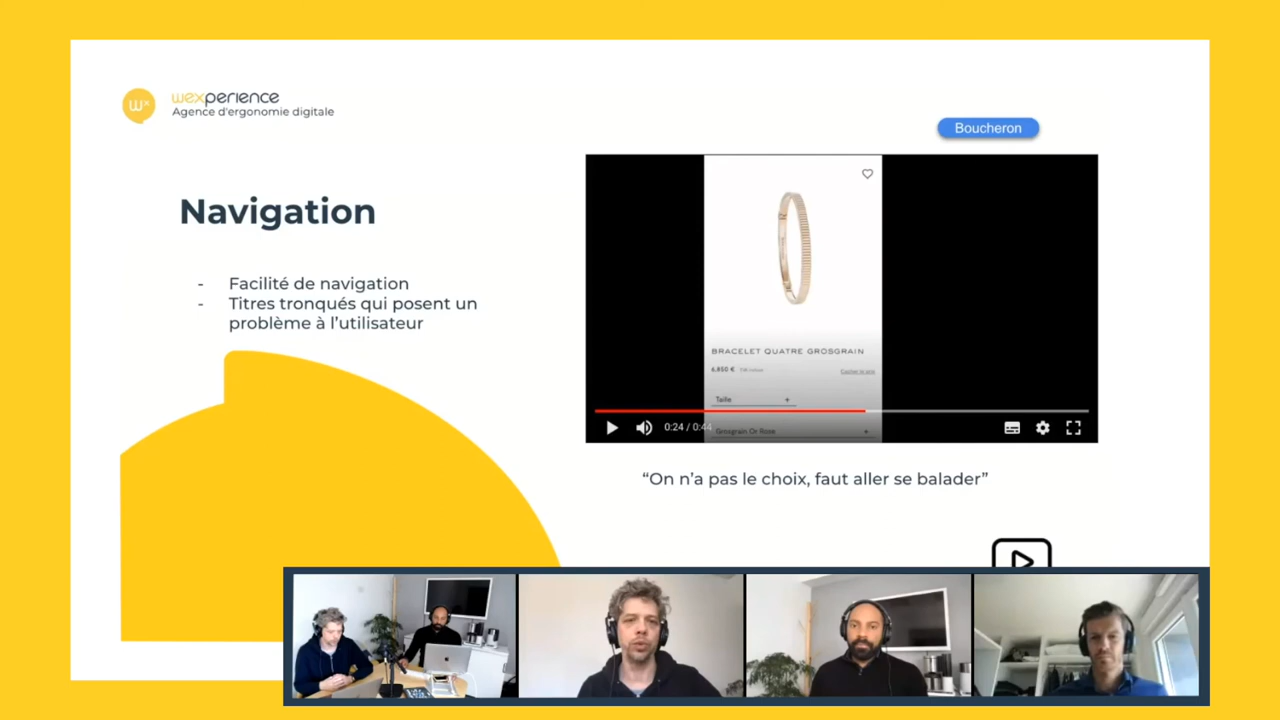 wexperience
Agence d'ergonomie digitale
Boucheron
Navigation
- Facilité de navigation
- Titres tronqués qui posent un
problème à l'utilisateur
BRACELET QUATRE GROSGRAIN
6,850 €
Taille +
0:24 / 0:44
Grosgrain Or Rose +
“On n'a pas le choix, faut aller se balader”